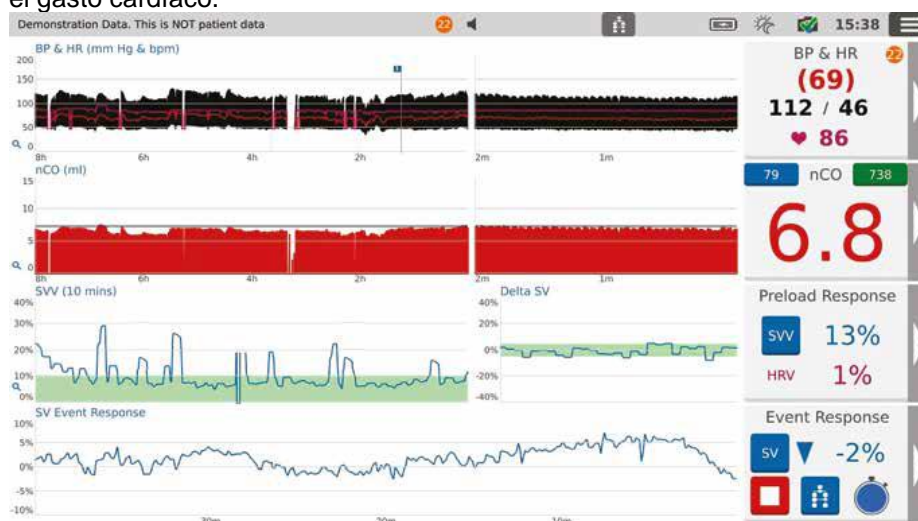 el gasto cardíaco.
Demonstration Data. This is NOT patient data 22 15:38
BP & HR (mm Hg & bpm)
200
150
100
50
0
8h 6h 4h 2h 2m 1m
nCO (ml)
15
10
5
0
8h 6h 4h 2h 2m 1m
SVV (10 mins)
40%
30%
20%
10%
0%
Delta SV
40%
20%
0%
-20%
-40%
SV Event Response
10%
5%
0%
-5%
-10%
30m 20m 10m
BP & HR 22
(69)
112 / 46
86
79 nCO 738
6.8
Preload Response
SVV 13%
HRV 1%
Event Response
SV -2%